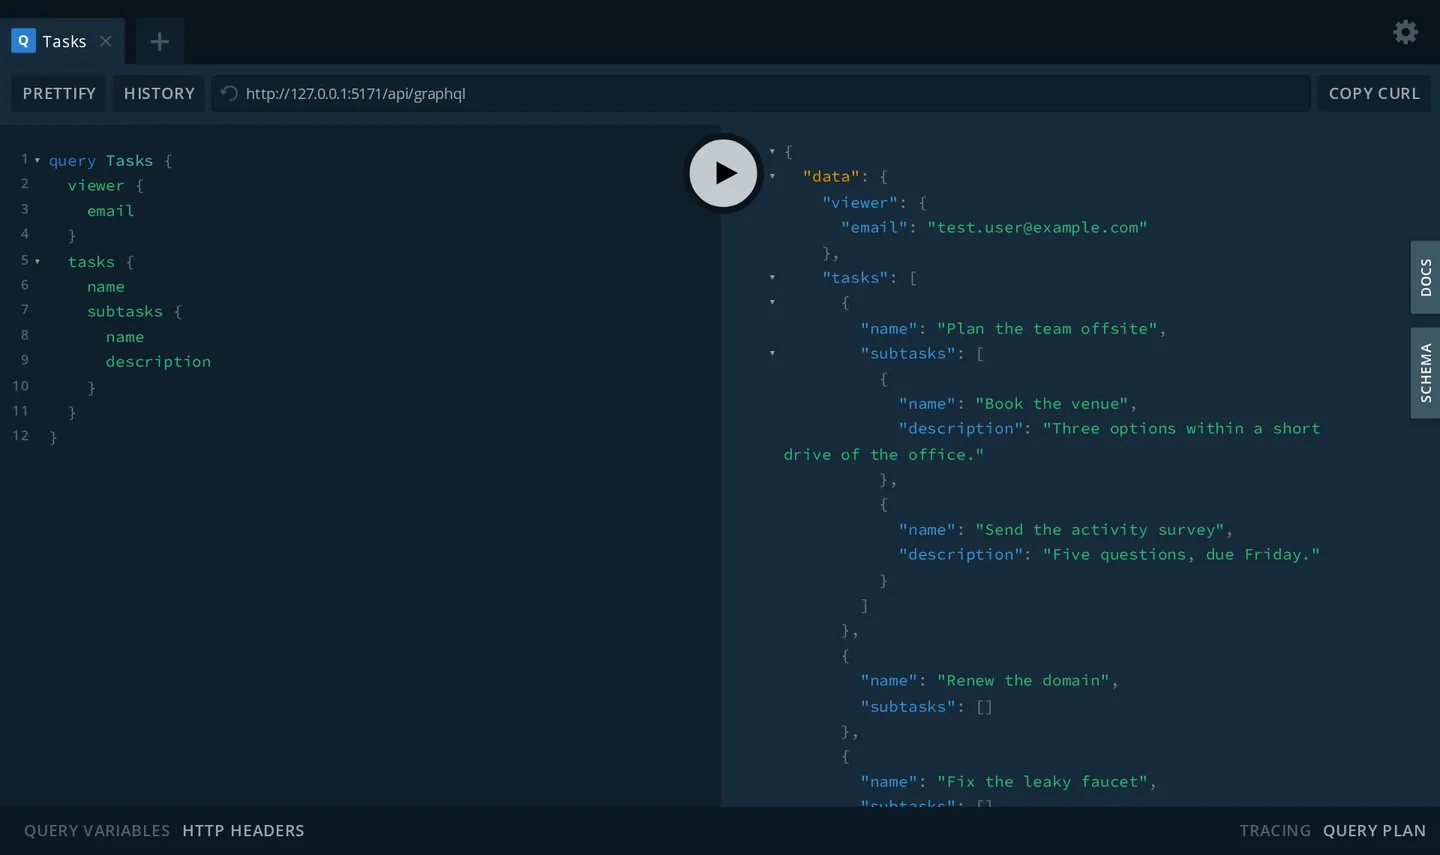 Q Tasks
PRETTIFY HISTORY http://127.0.0.1:5171/api/graphql COPY CURL
1 query Tasks {
2 viewer {
3 email
4 }
5 tasks {
6 name
7 subtasks {
8 name
9 description
10 }
11 }
12 }
{
"data": {
"viewer": {
"email": "test.user@example.com"
},
"tasks": [
{
"name": "Plan the team offsite",
"subtasks": [
{
"name": "Book the venue",
"description": "Three options within a short
drive of the office."
},
{
"name": "Send the activity survey",
"description": "Five questions, due Friday."
}
]
},
{
"name": "Renew the domain",
"subtasks": []
},
{
"name": "Fix the leaky faucet",
"subtasks": []
DOCS
SCHEMA
QUERY VARIABLES HTTP HEADERS
TRACING QUERY PLAN